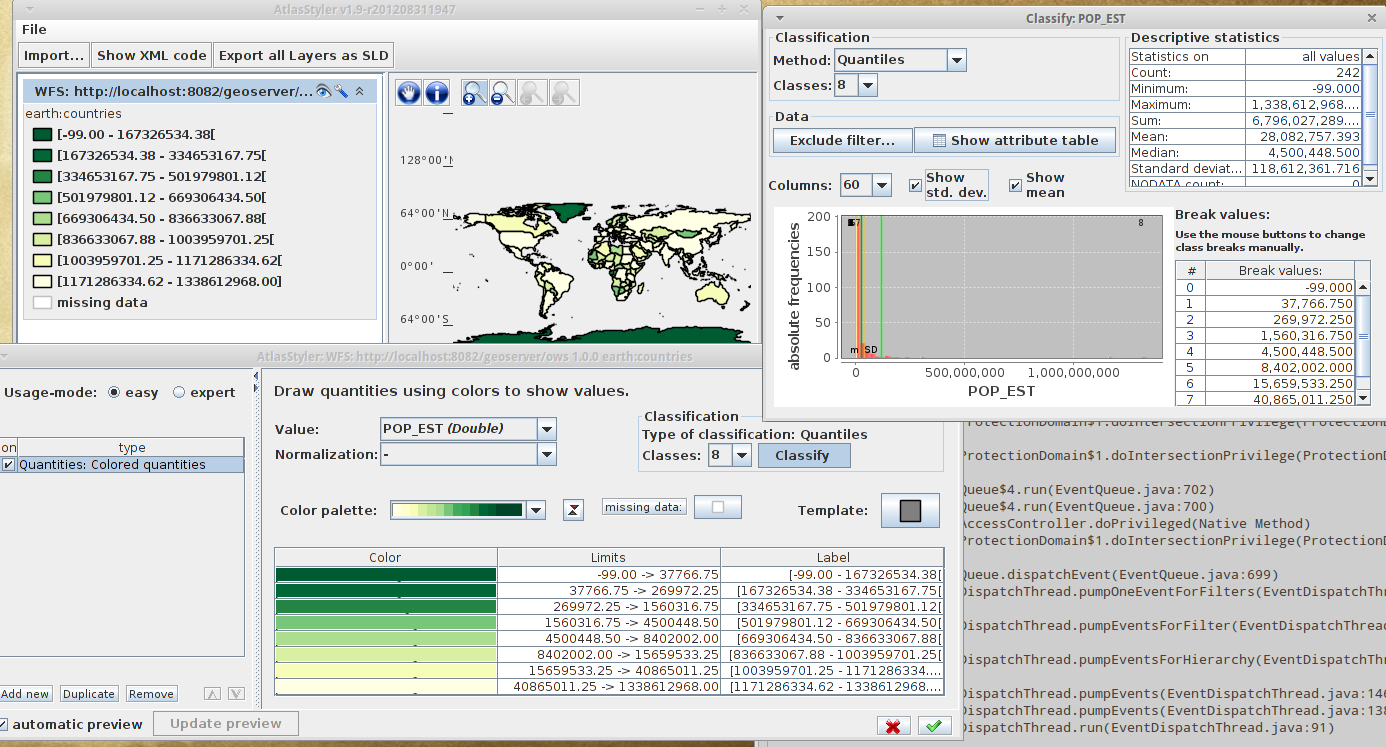 AtlasStyler v1.9-r201208311947
File
Import...
Show XML code
Export all Layers as SLD
WFS: http://localhost:8082/geoserver/...
earth:countries
[-99.00 - 167326534.38[
[167326534.38 - 334653167.75[
[334653167.75 - 501979801.12[
[501979801.12 - 669306434.50[
[669306434.50 - 836633067.88[
[836633067.88 - 1003959701.25[
[1003959701.25 - 1171286334.62[
[1171286334.62 - 1338612968.00]
missing data
128°00'N
64°00'N
0°00'
64°00'S
Classify: POP_EST
Classification
Method: Quantiles
Classes: 8
Data
Exclude filter...
Show attribute table
Columns: 60
Show std. dev.
Show mean
Descriptive statistics
Statistics on all values
Count: 242
Minimum: -99.000
Maximum: 1,338,612,968....
Sum: 6,796,027,289....
Mean: 28,082,757.393
Median: 4,500,448.500
Standard deviat... 118,612,361.716
NODATA count: 0
absolute frequencies
200
150
100
50
0
8
SD
0
500,000,000
1,000,000,000
POP_EST
Break values:
Use the mouse buttons to change
class breaks manually.
# Break values:
0 -99.000
1 37,766.750
2 269,972.250
3 1,560,316.750
4 4,500,448.500
5 8,402,002.000
6 15,659,533.250
7 40,865,011.250
AtlasStyler: WFS: http://localhost:8082/geoserver/ows 1.0.0 earth:countries
Usage-mode: easy expert
on type
Quantities: Colored quantities
Add new
Duplicate
Remove
automatic preview
Update preview
Draw quantities using colors to show values.
Value: POP_EST (Double)
Normalization: -
Classification
Type of classification: Quantiles
Classes: 8
Classify
Color palette:
missing data:
Template:
Color Limits Label
-99.00 -> 37766.75 [-99.00 - 167326534.38[
37766.75 -> 269972.25 [167326534.38 - 334653167.75[
269972.25 -> 1560316.75 [334653167.75 - 501979801.12[
1560316.75 -> 4500448.50 [501979801.12 - 669306434.50[
4500448.50 -> 8402002.00 [669306434.50 - 836633067.88[
8402002.00 -> 15659533.25 [836633067.88 - 1003959701.25[
15659533.25 -> 40865011.25 [1003959701.25 - 1171286334....
40865011.25 -> 1338612968.00 [1171286334.62 - 1338612968....
ProtectionDomain$1.doIntersectionPrivilege(Protection
ProtectionDomain$1.doIntersectionPrivilege(ProtectionD
Queue$4.run(EventQueue.java:702)
Queue$4.run(EventQueue.java:700)
AccessController.doPrivileged(Native Method)
ProtectionDomain$1.doIntersectionPrivilege(ProtectionD
Queue.dispatchEvent(EventQueue.java:699)
DispatchThread.pumpOneEventForFilters(EventDispatchTh
DispatchThread.pumpEventsForFilter(EventDispatchThrea
DispatchThread.pumpEventsForHierarchy(EventDispatchTh
DispatchThread.pumpEvents(EventDispatchThread.java:146
DispatchThread.pumpEvents(EventDispatchThread.java:138
DispatchThread.run(EventDispatchThread.java:91)